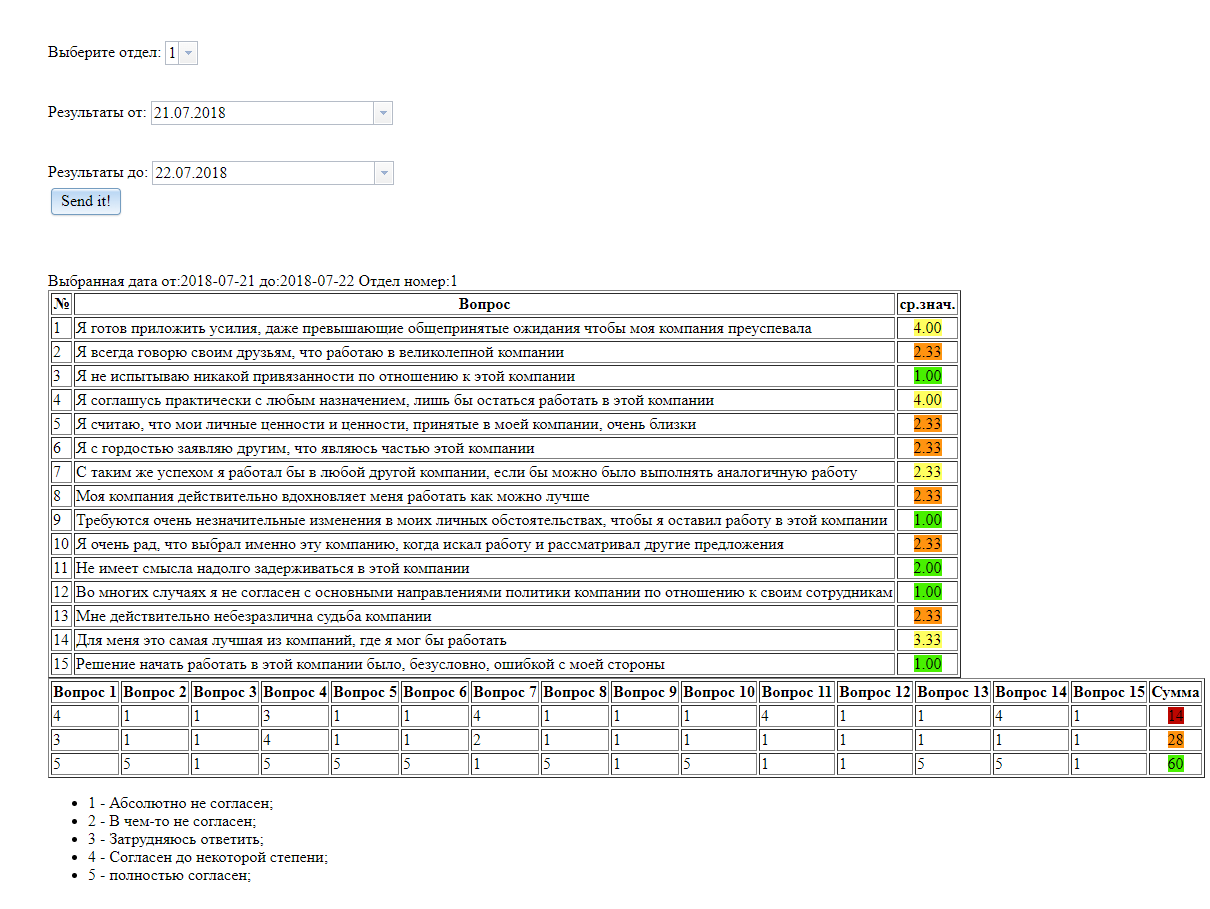 Выберите отдел: 1
Результаты от: 21.07.2018
Результаты до: 22.07.2018
Send it!
Выбранная дата от:2018-07-21 до:2018-07-22 Отдел номер:1
№ Вопрос ср.знач.
1 Я готов приложить усилия, даже превышающие общепринятые ожидания чтобы моя компания преуспевала 4.00
2 Я всегда говорю своим друзьям, что работаю в великолепной компании 2.33
3 Я не испытываю никакой привязанности по отношению к этой компании 1.00
4 Я соглашусь практически с любым назначением, лишь бы остаться работать в этой компании 4.00
5 Я считаю, что мои личные ценности и ценности, принятые в моей компании, очень близки 2.33
6 Я с гордостью заявляю другим, что являюсь частью этой компании 2.33
7 С таким же успехом я работал бы в любой другой компании, если бы можно было выполнять аналогичную работу 2.33
8 Моя компания действительно вдохновляет меня работать как можно лучше 2.33
9 Требуются очень незначительные изменения в моих личных обстоятельствах, чтобы я оставил работу в этой компании 1.00
10 Я очень рад, что выбрал именно эту компанию, когда искал работу и рассматривал другие предложения 2.33
11 Не имеет смысла надолго задерживаться в этой компании 2.00
12 Во многих случаях я не согласен с основными направлениями политики компании по отношению к своим сотрудникам 1.00
13 Мне действительно небезразлична судьба компании 2.33
14 Для меня это самая лучшая из компаний, где я мог бы работать 3.33
15 Решение начать работать в этой компании было, безусловно, ошибкой с моей стороны 1.00
Вопрос 1 Вопрос 2 Вопрос 3 Вопрос 4 Вопрос 5 Вопрос 6 Вопрос 7 Вопрос 8 Вопрос 9 Вопрос 10 Вопрос 11 Вопрос 12 Вопрос 13 Вопрос 14 Вопрос 15 Сумма
4 1 1 3 1 1 4 1 1 1 4 1 1 4 1 14
3 1 1 4 1 1 2 1 1 1 1 1 1 1 1 28
5 5 1 5 5 5 1 5 1 5 1 1 5 5 1 60
• 1 - Абсолютно не согласен;
• 2 - В чем-то не согласен;
• 3 - Затрудняюсь ответить;
• 4 - Согласен до некоторой степени;
• 5 - полностью согласен;